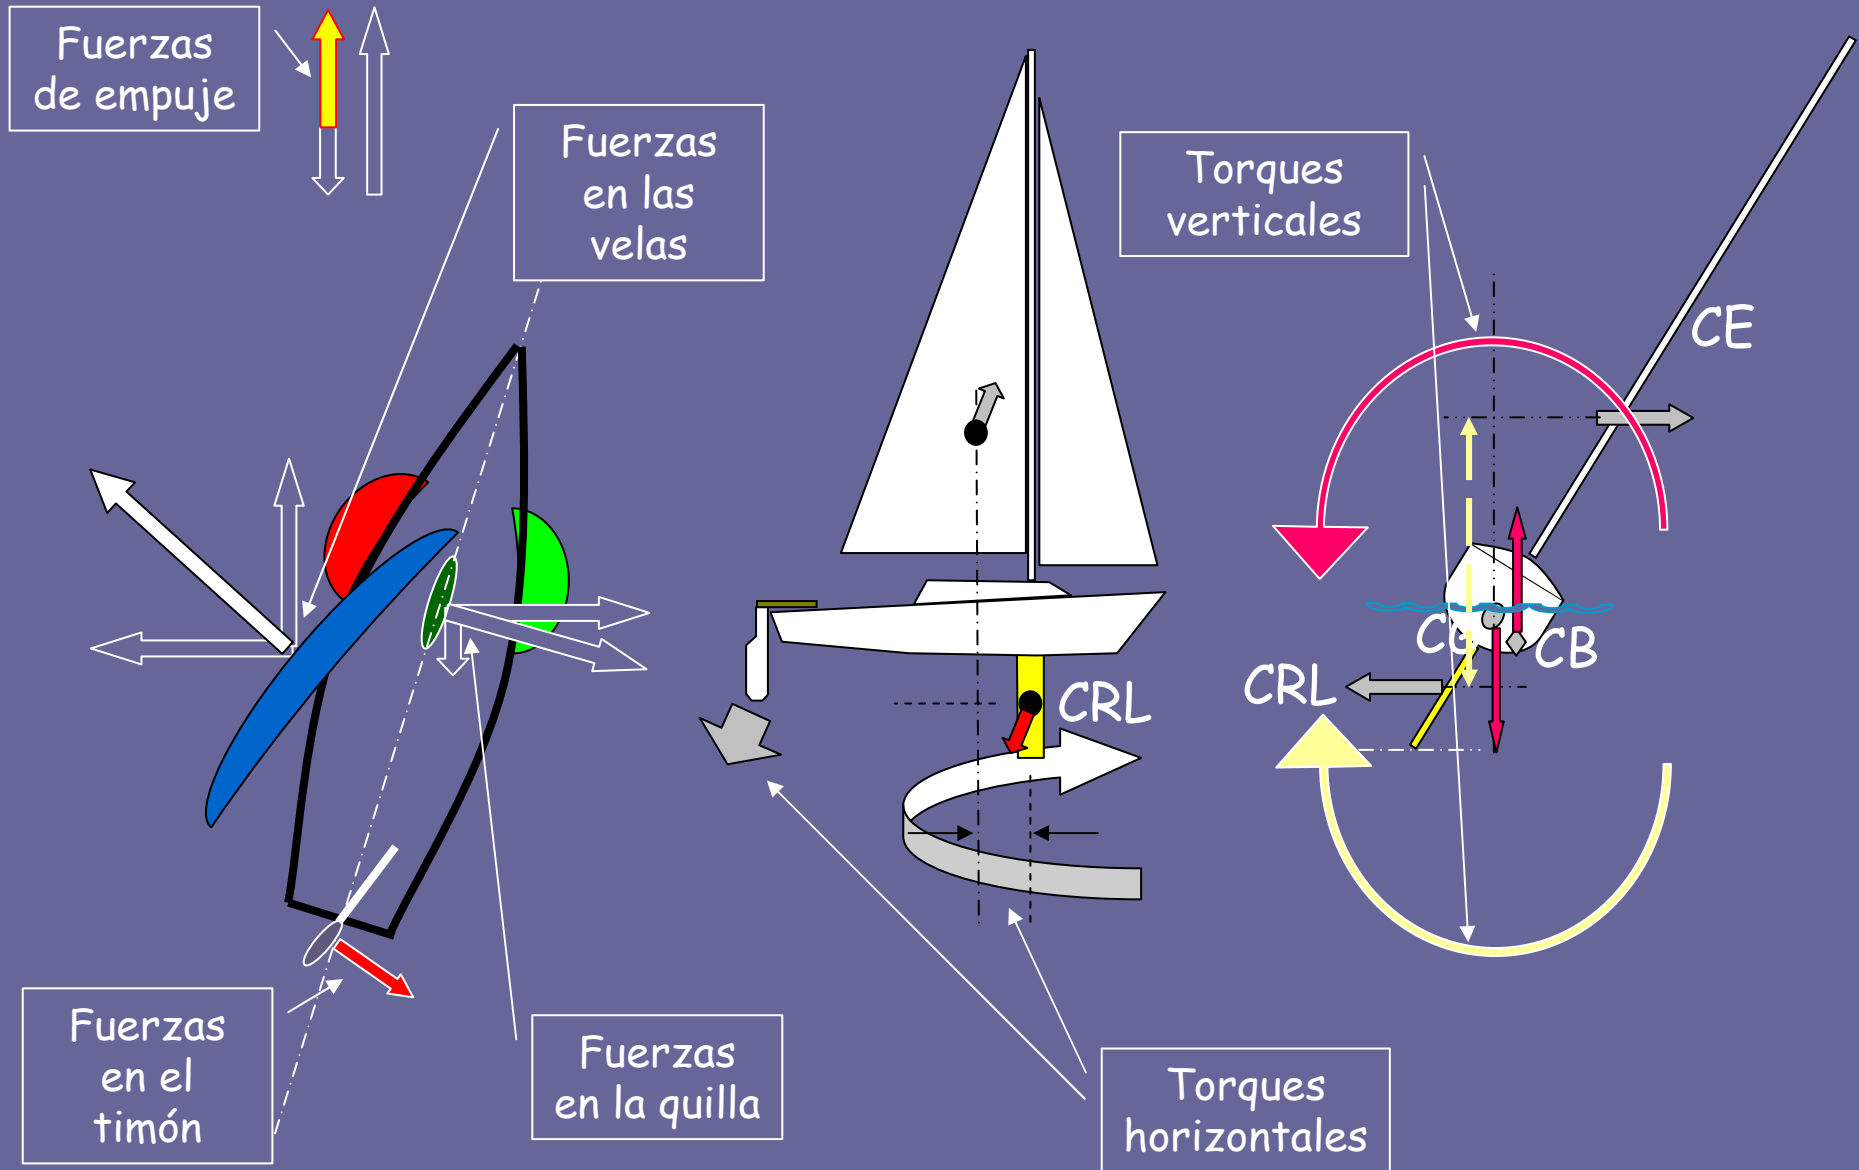 Fuerzas
de empuje
Fuerzas
en las
velas
Torques
verticales
CE
CG
CB
CRL
CRL
Fuerzas
en el
timón
Fuerzas
en la quilla
Torques
horizontales